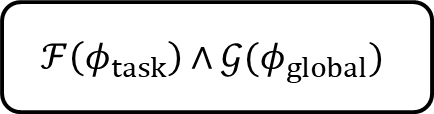 ℱ(ϕ_task) ∧ 𝒢(ϕ_global)